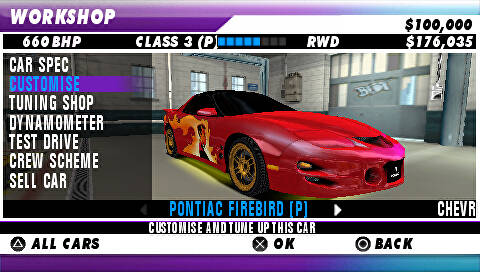 WORKSHOP
$100,000
660 BHP CLASS 3 (P) RWD $176,035
CAR SPEC
CUSTOMISE
TUNING SHOP
DYNAMOMETER
TEST DRIVE
CREW SCHEME
SELL CAR
PONTIAC FIREBIRD (P)
CHEVR
CUSTOMISE AND TUNE UP THIS CAR
ALL CARS
OK
BACK